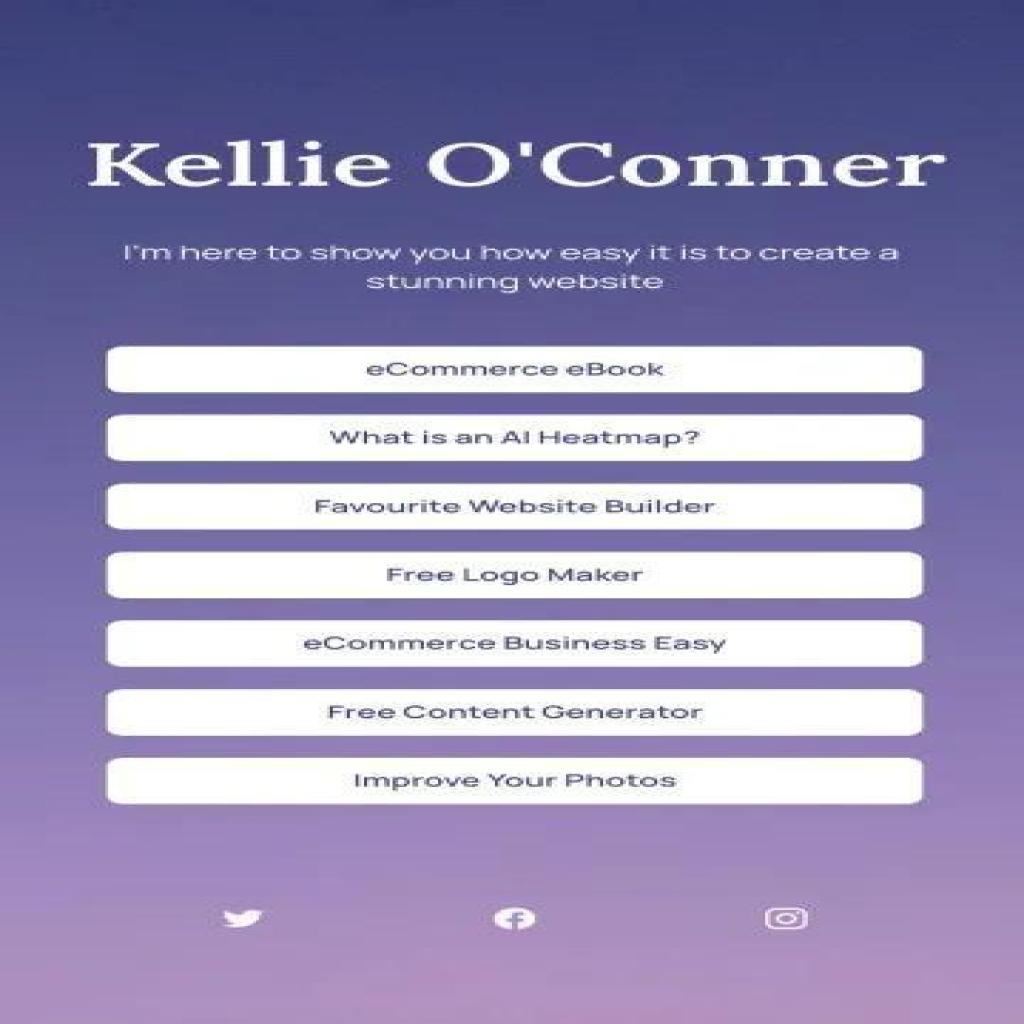 Kellie O'Conner
I'm here to show you how easy it is to create a
stunning website
eCommerce eBook
What is an AI Heatmap?
Favourite Website Builder
Free Logo Maker
eCommerce Business Easy
Free Content Generator
Improve Your Photos